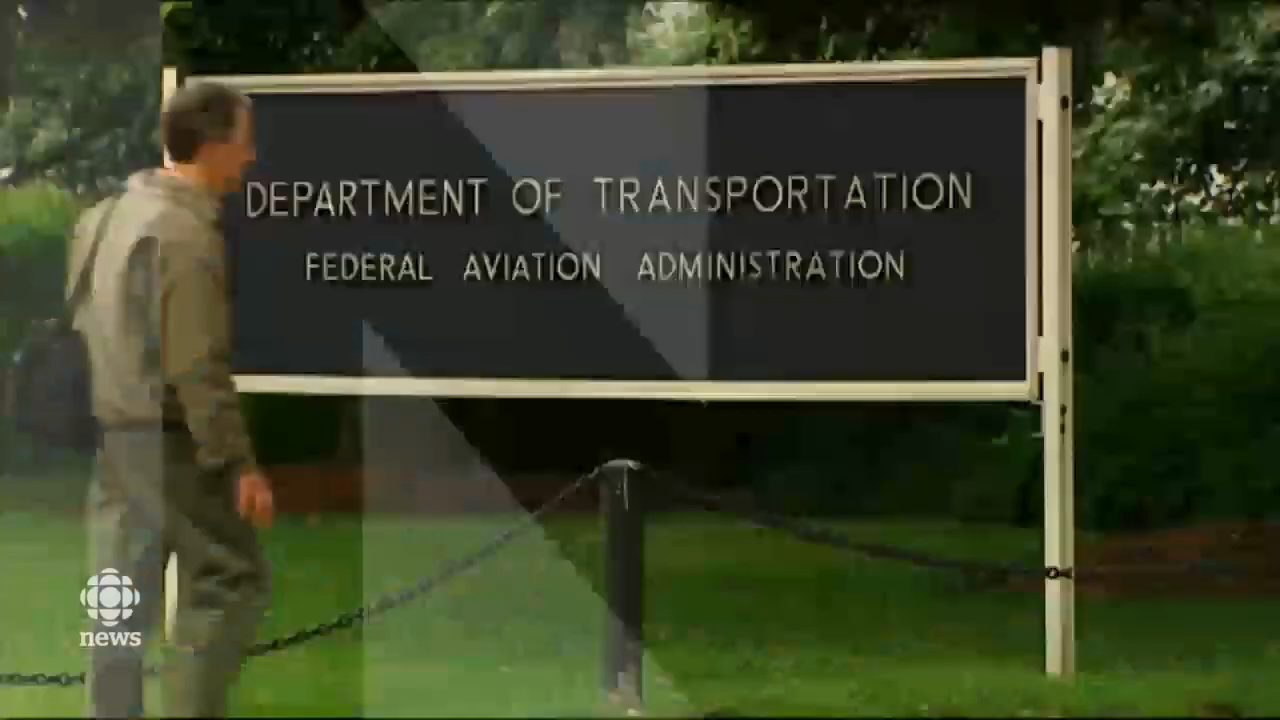 DEPARTMENT OF TRANSPORTATION
FEDERAL AVIATION ADMINISTRATION
news